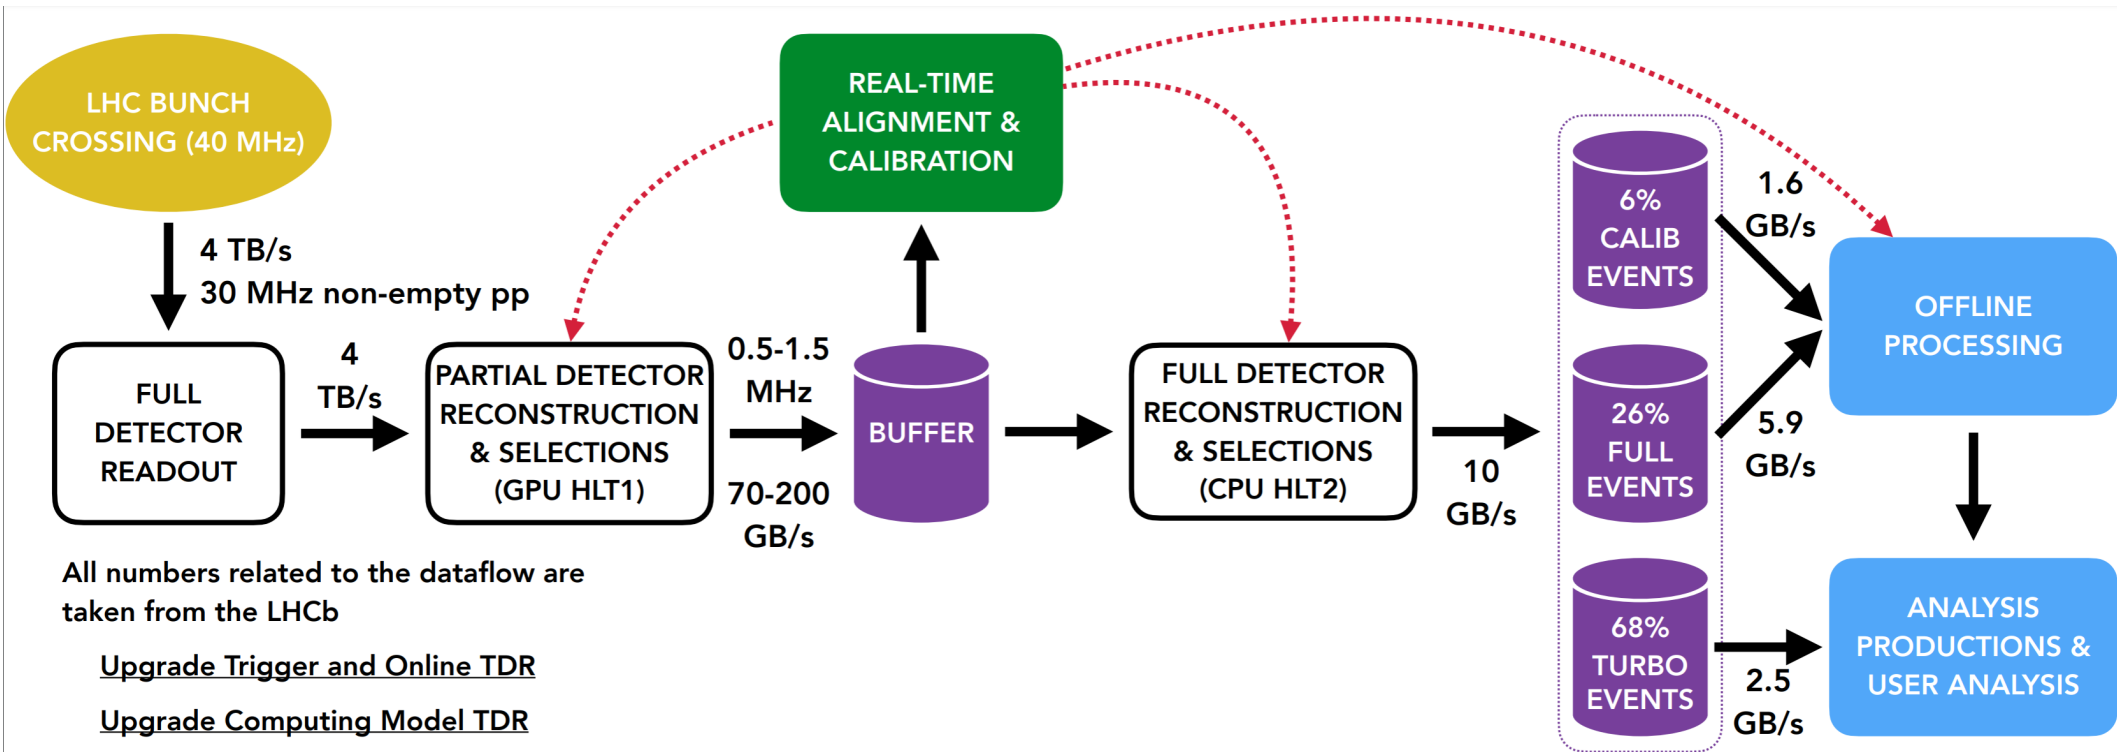 LHC BUNCH
CROSSING (40 MHz)
4 TB/s
30 MHz non-empty pp
FULL
DETECTOR
READOUT
4
TB/s
PARTIAL DETECTOR
RECONSTRUCTION
& SELECTIONS
(GPU HLT1)
0.5-1.5
MHz
70-200
GB/s
BUFFER
REAL-TIME
ALIGNMENT &
CALIBRATION
FULL DETECTOR
RECONSTRUCTION
& SELECTIONS
(CPU HLT2)
10
GB/s
6%
CALIB
EVENTS
1.6
GB/s
26%
FULL
EVENTS
5.9
GB/s
68%
TURBO
EVENTS
2.5
GB/s
OFFLINE
PROCESSING
ANALYSIS
PRODUCTIONS &
USER ANALYSIS
All numbers related to the dataflow are
taken from the LHCb
Upgrade Trigger and Online TDR
Upgrade Computing Model TDR